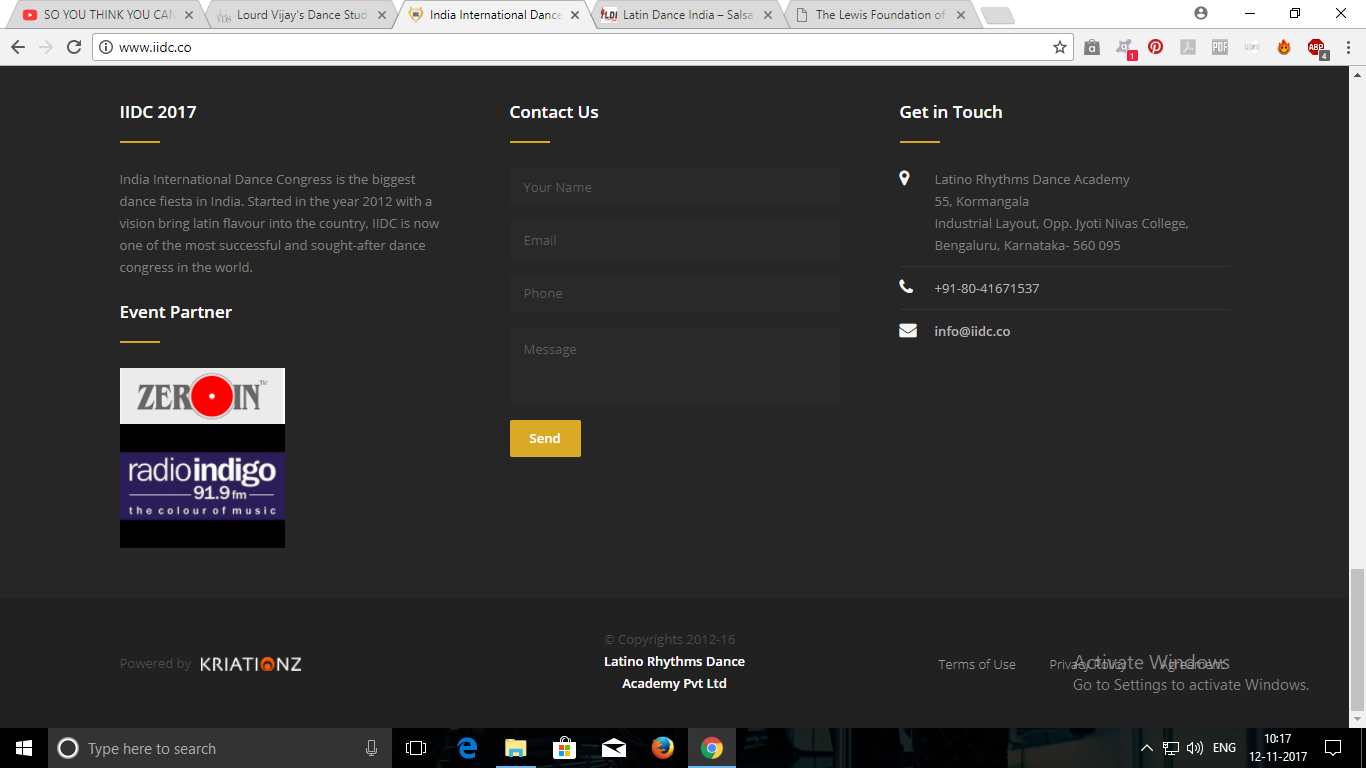 SO YOU THINK YOU CAN
Lourd Vijay's Dance Stud
India International Dance
Latin Dance India – Salsa
The Lewis Foundation of
www.iidc.co
1
PDF
ABP
4
IIDC 2017
India International Dance Congress is the biggest
dance fiesta in India. Started in the year 2012 with a
vision bring latin flavour into the country, IIDC is now
one of the most successful and sought-after dance
congress in the world.
Event Partner
ZERO IN™
radioindigo
91.9 fm
the colour of music
Contact Us
Your Name
Email
Phone
Message
Send
Get in Touch
Latino Rhythms Dance Academy
55, Kormangala
Industrial Layout, Opp. Jyoti Nivas College,
Bengaluru, Karnataka- 560 095
+91-80-41671537
info@iidc.co
Powered by KRIATIONZ
© Copyrights 2012-16
Latino Rhythms Dance
Academy Pvt Ltd
Terms of Use
Privacy Policy
Agreement
Activate Windows
Go to Settings to activate Windows.
Type here to search
ENG
10:17
12-11-2017